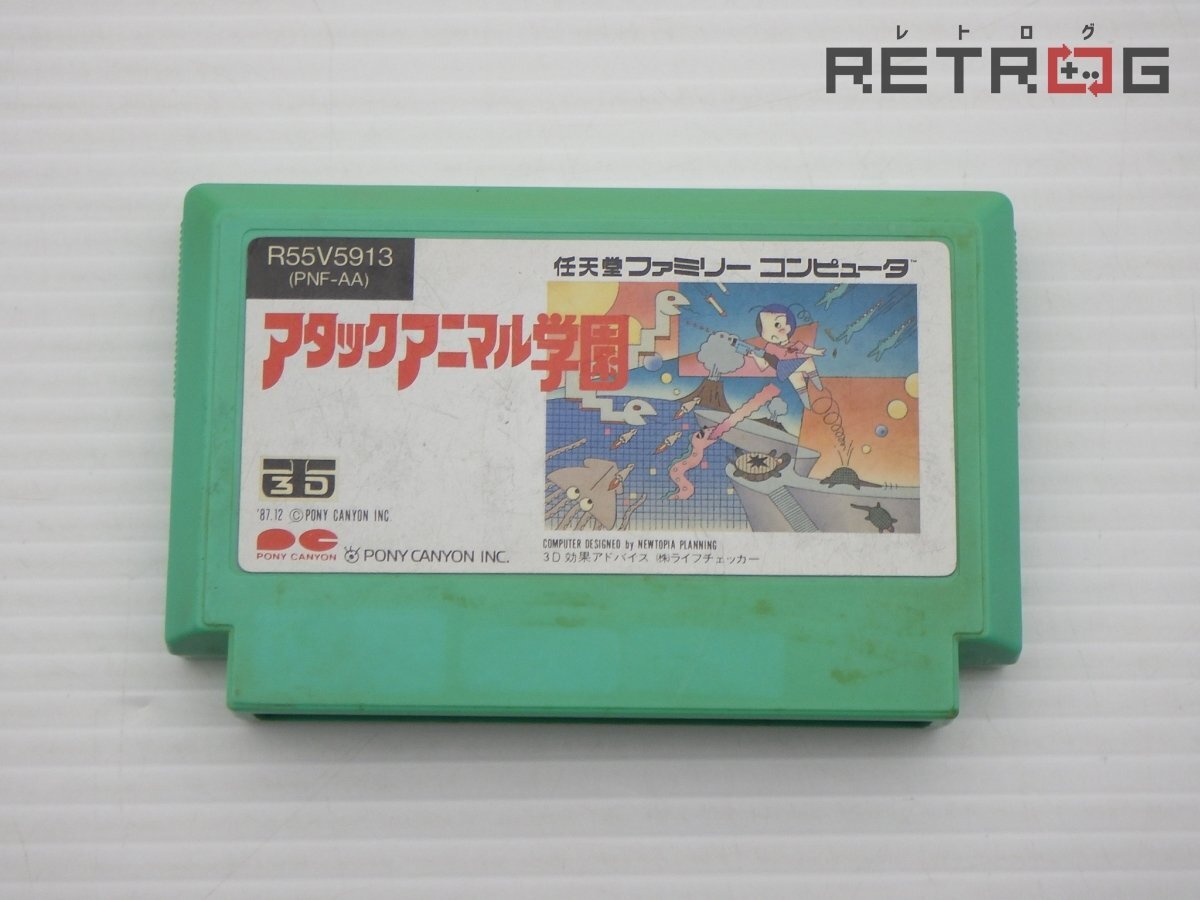 レトログ
RETROG
R55V5913
(PNF-AA)
任天堂ファミリー コンピュータ™
アタックアニマル学園
3D
'87.12 ©PONY CANYON INC.
PONY CANYON
PONY CANYON INC.
COMPUTER DESIGNED by NEWTOPIA PLANNING
3D効果アドバイス ㈱ライフチェッカー